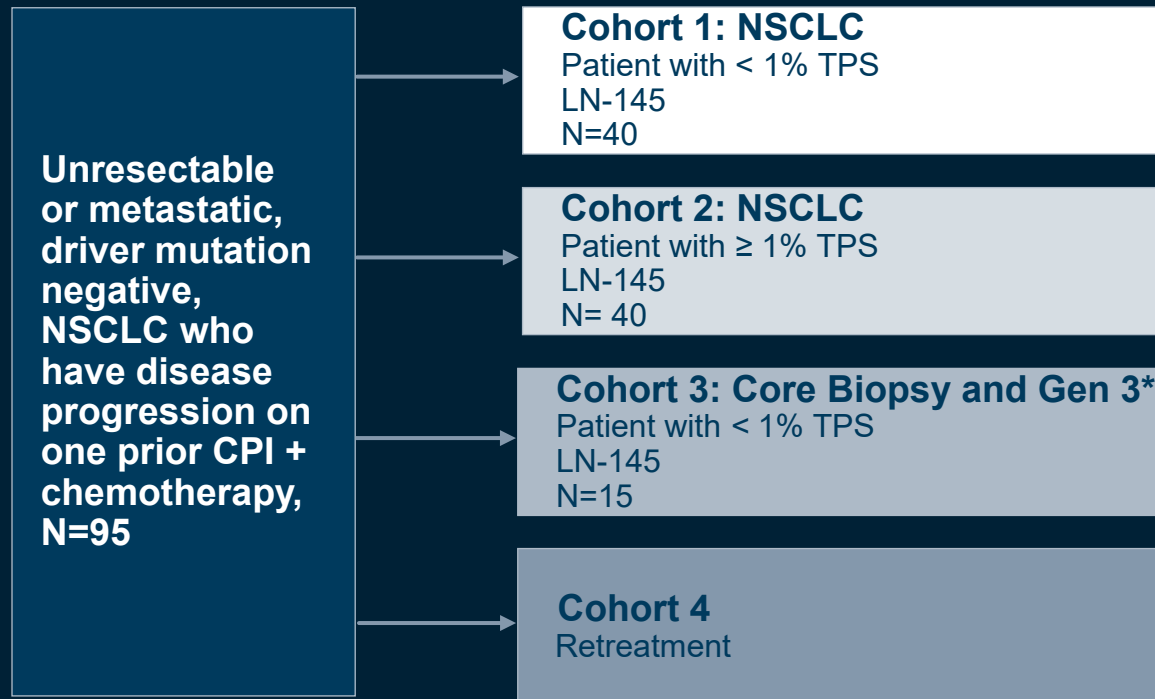 Unresectable
or metastatic,
driver mutation
negative,
NSCLC who
have disease
progression on
one prior CPI +
chemotherapy,
N=95
Cohort 1: NSCLC
Patient with < 1% TPS
LN-145
N=40
Cohort 2: NSCLC
Patient with ≥ 1% TPS
LN-145
N= 40
Cohort 3: Core Biopsy and Gen 3*
Patient with < 1% TPS
LN-145
N=15
Cohort 4
Retreatment